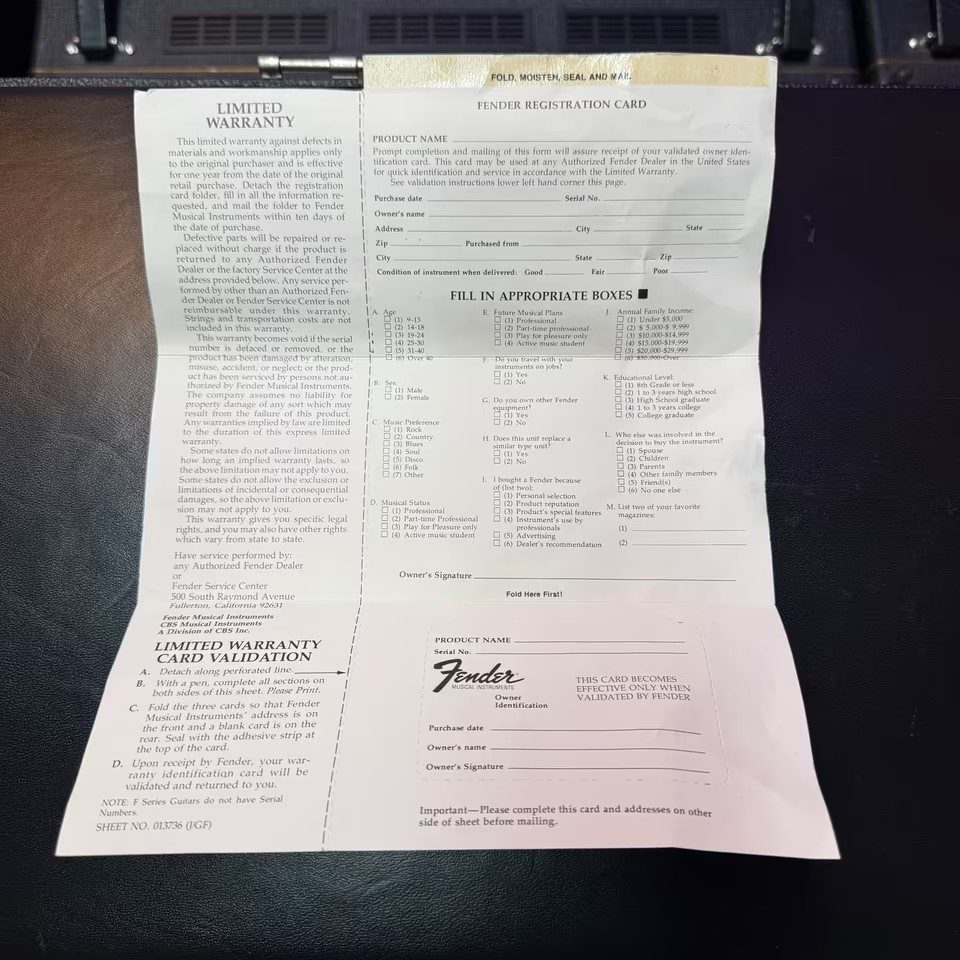 LIMITED
WARRANTY
This limited warranty against defects in
materials and workmanship applies only
to the original purchaser and is effective
for one year from the date of the original
retail purchase. Detach the registration
card folder, fill in all the information re-
quested, and mail the folder to Fender
Musical Instruments within ten days of
the date of purchase.
Defective parts will be repaired or re-
placed without charge if the product is
returned to any Authorized Fender
Dealer or the factory Service Center at the
address provided below. Any service per-
formed by other than an Authorized Fen-
der Dealer or Fender Service Center is not
reimbursable under this warranty.
Strings and transportation costs are not
included in this warranty.
This warranty becomes void if the serial
number is defaced or removed, or the
product has been damaged by alteration,
misuse, accident, or neglect; or the prod-
uct has been serviced by persons not au-
thorized by Fender Musical Instruments.
The company assumes no liability for
property damage of any sort which may
result from the failure of this product.
Any warranties implied by law are limited
to the duration of this express limited
warranty.
Some states do not allow limitations on
how long an implied warranty lasts, so
the above limitation may not apply to you.
Some states do not allow the exclusion or
limitations of incidental or consequential
damages, so the above limitation or exclu-
sion may not apply to you.
This warranty gives you specific legal
rights, and you may also have other rights
which vary from state to state.
Have service performed by:
any Authorized Fender Dealer
or
Fender Service Center
500 South Raymond Avenue
Fullerton, California 92631
Fender Musical Instruments
CBS Musical Instruments
A Division of CBS Inc.
LIMITED WARRANTY
CARD VALIDATION
A. Detach along perforated line.
B. With a pen, complete all sections on
both sides of this sheet. Please Print.
C. Fold the three cards so that Fender
Musical Instruments' address is on
the front and a blank card is on the
rear. Seal with the adhesive strip at
the top of the card.
D. Upon receipt by Fender, your war-
ranty identification card will be
validated and returned to you.
NOTE: F Series Guitars do not have Serial
Numbers.
SHEET NO. 013736 (J/GF)
FOLD, MOISTEN, SEAL AND MAIL
FENDER REGISTRATION CARD
PRODUCT NAME
Prompt completion and mailing of this form will assure receipt of your validated owner iden-
tification card. This card may be used at any Authorized Fender Dealer in the United States
for quick identification and service in accordance with the Limited Warranty.
See validation instructions lower left hand corner this page.
Purchase date Serial No.
Owner's name
Address City State
Zip Purchased from
City State Zip
Condition of instrument when delivered: Good Fair Poor
FILL IN APPROPRIATE BOXES ■
A. Age
☐ (1) 9-13
☐ (2) 14-18
☐ (3) 19-24
☐ (4) 25-30
☐ (5) 31-40
☐ (6) Over 40
B. Sex
☐ (1) Male
☐ (2) Female
C. Music Preference
☐ (1) Rock
☐ (2) Country
☐ (3) Blues
☐ (4) Soul
☐ (5) Disco
☐ (6) Folk
☐ (7) Other
D. Musical Status
☐ (1) Professional
☐ (2) Part-time Professional
☐ (3) Play for Pleasure only
☐ (4) Active music student
E. Future Musical Plans
☐ (1) Professional
☐ (2) Part-time professional
☐ (3) Play for pleasure only
☐ (4) Active music student
F. Do you travel with your
instruments on jobs?
☐ (1) Yes
☐ (2) No
G. Do you own other Fender
equipment?
☐ (1) Yes
☐ (2) No
H. Does this unit replace a
similar type unit?
☐ (1) Yes
☐ (2) No
I. I bought a Fender because
of (list two):
☐ (1) Personal selection
☐ (2) Product reputation
☐ (3) Product's special features
☐ (4) Instrument's use by
professionals
☐ (5) Advertising
☐ (6) Dealer's recommendation
J. Annual Family Income:
☐ (1) Under $5,000
☐ (2) $ 5,000-$ 9,999
☐ (3) $10,000-$14,999
☐ (4) $15,000-$19,999
☐ (5) $20,000-$29,999
☐ (6) $30,000-Over
K. Educational Level:
☐ (1) 8th Grade or less
☐ (2) 1 to 3 years high school
☐ (3) High School graduate
☐ (4) 1 to 3 years college
☐ (5) College graduate
L. Who else was involved in the
decision to buy the instrument?
☐ (1) Spouse
☐ (2) Children
☐ (3) Parents
☐ (4) Other family members
☐ (5) Friend(s)
☐ (6) No one else
M. List two of your favorite
magazines:
(1)
(2)
Owner's Signature
Fold Here First!
PRODUCT NAME
Serial No.
Fender
MUSICAL INSTRUMENTS
Owner
Identification
THIS CARD BECOMES
EFFECTIVE ONLY WHEN
VALIDATED BY FENDER
Purchase date
Owner's name
Owner's Signature
Important—Please complete this card and addresses on other
side of sheet before mailing.